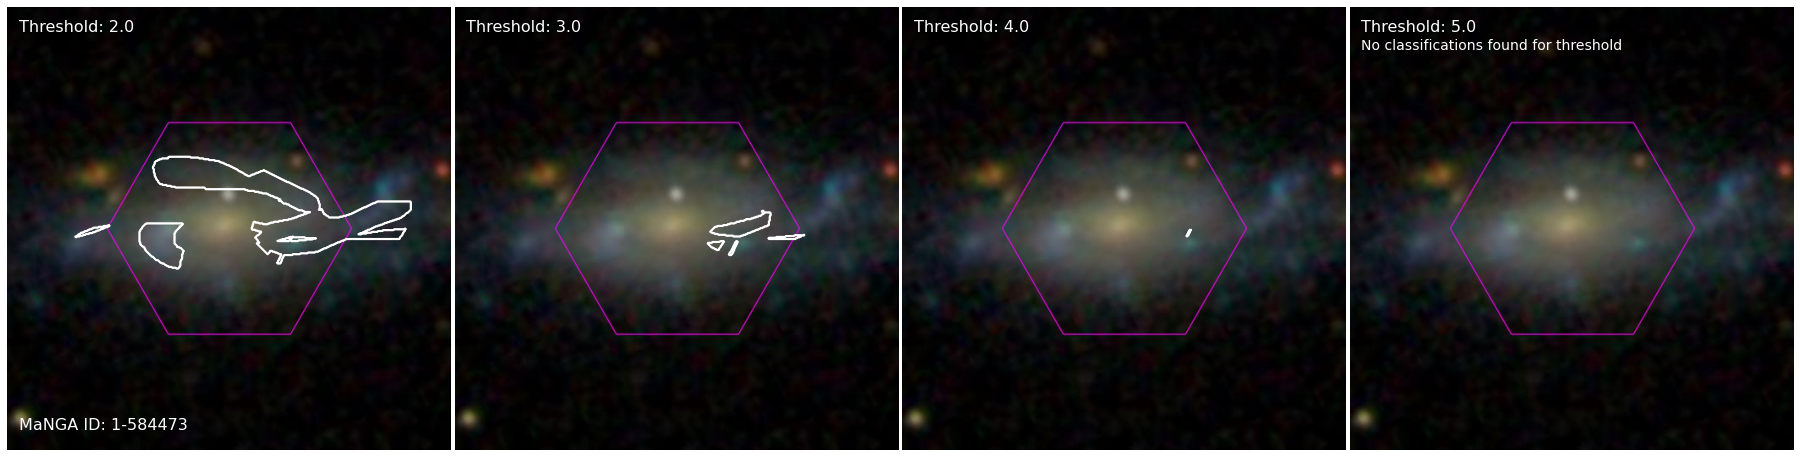 Threshold: 2.0
MaNGA ID: 1-584473
Threshold: 3.0
Threshold: 4.0
Threshold: 5.0
No classifications found for threshold